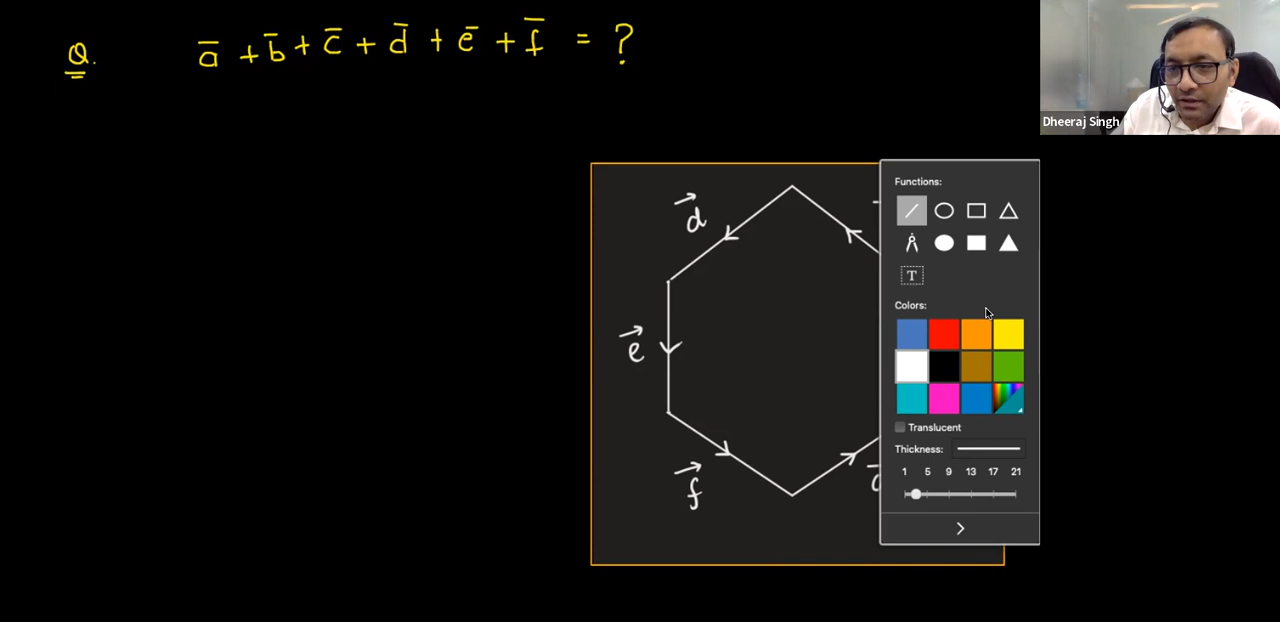 Q. a̅ + b̅ + c̅ + d̅ + e̅ + f̅ = ?
Dheeraj Singh
Functions:
d⃗
T
Colors:
e⃗
Translucent
Thickness:
1 5 9 13 17 21
f⃗